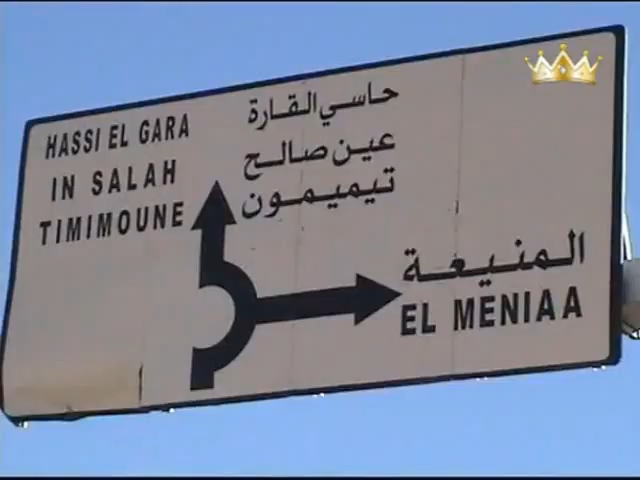 HASSI EL GARA
حاسي القارة
IN SALAH
عين صالح
TIMIMOUNE
تيميمون
المنيعة
EL MENIAA